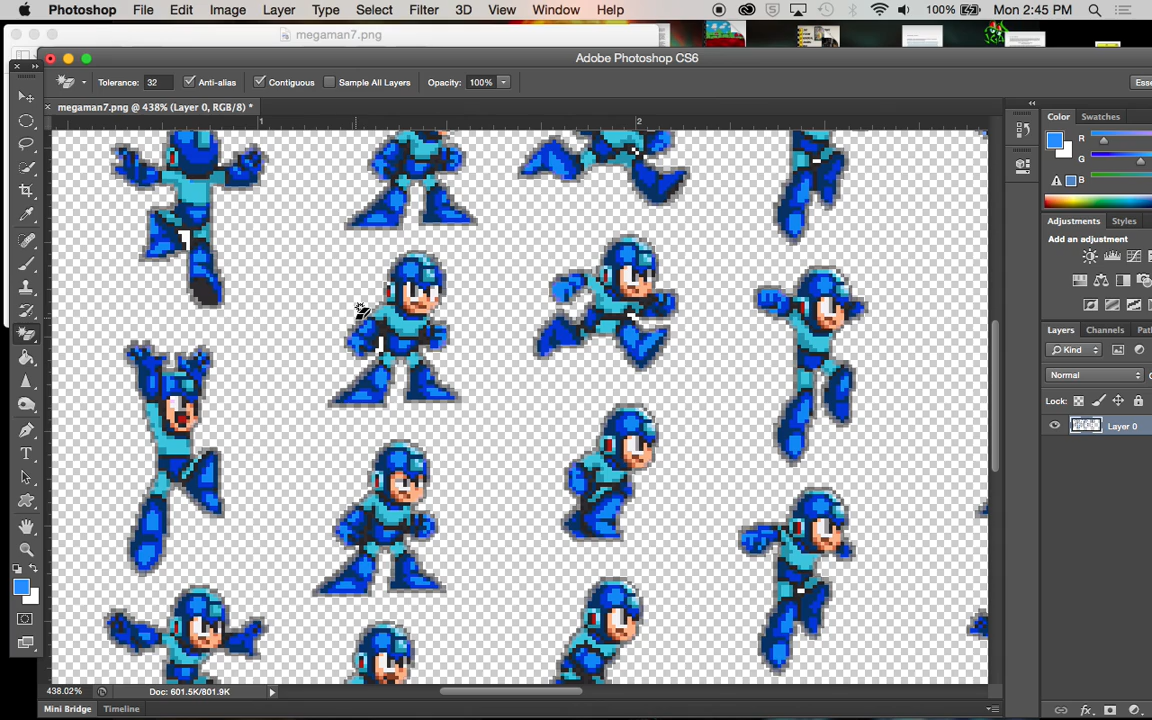 Photoshop File Edit Image Layer Type Select Filter 3D View Window Help 100% Mon 2:45 PM
megaman7.png
Adobe Photoshop CS6
Tolerance: 32 Anti-alias Contiguous Sample All Layers Opacity: 100% Esse
megaman7.png @ 438% (Layer 0, RGB/8) *
1 2
Color Swatches
R
G
B
Adjustments Styles
Add an adjustment
Layers Channels Paths
Kind
Normal
Lock:
Layer 0
T
fx
438.02% Doc: 601.5K/801.9K
Mini Bridge Timeline